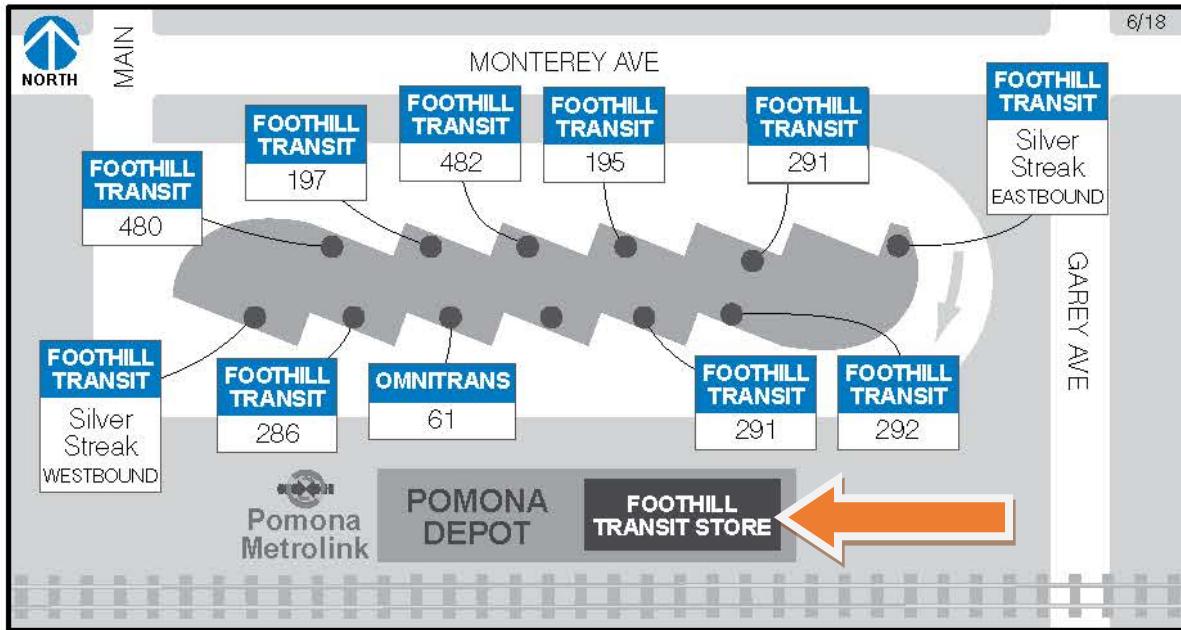 6/18
NORTH
MAIN
MONTEREY AVE
FOOTHILL
TRANSIT
480
FOOTHILL
TRANSIT
197
FOOTHILL
TRANSIT
482
FOOTHILL
TRANSIT
195
FOOTHILL
TRANSIT
291
FOOTHILL
TRANSIT
Silver
Streak
EASTBOUND
GAREY AVE
FOOTHILL
TRANSIT
Silver
Streak
WESTBOUND
FOOTHILL
TRANSIT
286
OMNITRANS
61
FOOTHILL
TRANSIT
291
FOOTHILL
TRANSIT
292
Pomona
Metrolink
POMONA
DEPOT
FOOTHILL
TRANSIT STORE